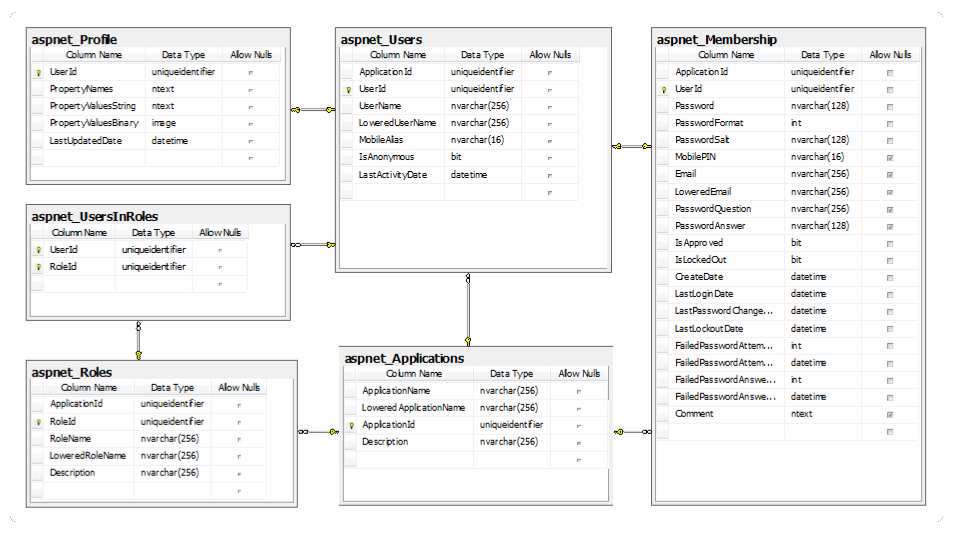 aspnet_Profile
Column Name Data Type Allow Nulls
UserId uniqueidentifier
PropertyNames ntext
PropertyValuesString ntext
PropertyValuesBinary image
LastUpdatedDate datetime
aspnet_Users
Column Name Data Type Allow Nulls
ApplicationId uniqueidentifier
UserId uniqueidentifier
UserName nvarchar(256)
LoweredUserName nvarchar(256)
MobileAlias nvarchar(16)
IsAnonymous bit
LastActivityDate datetime
aspnet_Membership
Column Name Data Type Allow Nulls
ApplicationId uniqueidentifier
UserId uniqueidentifier
Password nvarchar(128)
PasswordFormat int
PasswordSalt nvarchar(128)
MobilePIN nvarchar(16)
Email nvarchar(256)
LoweredEmail nvarchar(256)
PasswordQuestion nvarchar(256)
PasswordAnswer nvarchar(128)
IsApproved bit
IsLockedOut bit
CreateDate datetime
LastLoginDate datetime
LastPasswordChange... datetime
LastLockoutDate datetime
FailedPasswordAttem... int
FailedPasswordAttem... datetime
FailedPasswordAnswe... int
FailedPasswordAnswe... datetime
Comment ntext
aspnet_UsersInRoles
Column Name Data Type Allow Nulls
UserId uniqueidentifier
RoleId uniqueidentifier
aspnet_Roles
Column Name Data Type Allow Nulls
ApplicationId uniqueidentifier
RoleId uniqueidentifier
RoleName nvarchar(256)
LoweredRoleName nvarchar(256)
Description nvarchar(256)
aspnet_Applications
Column Name Data Type Allow Nulls
ApplicationName nvarchar(256)
LoweredApplicationName nvarchar(256)
ApplicationId uniqueidentifier
Description nvarchar(256)